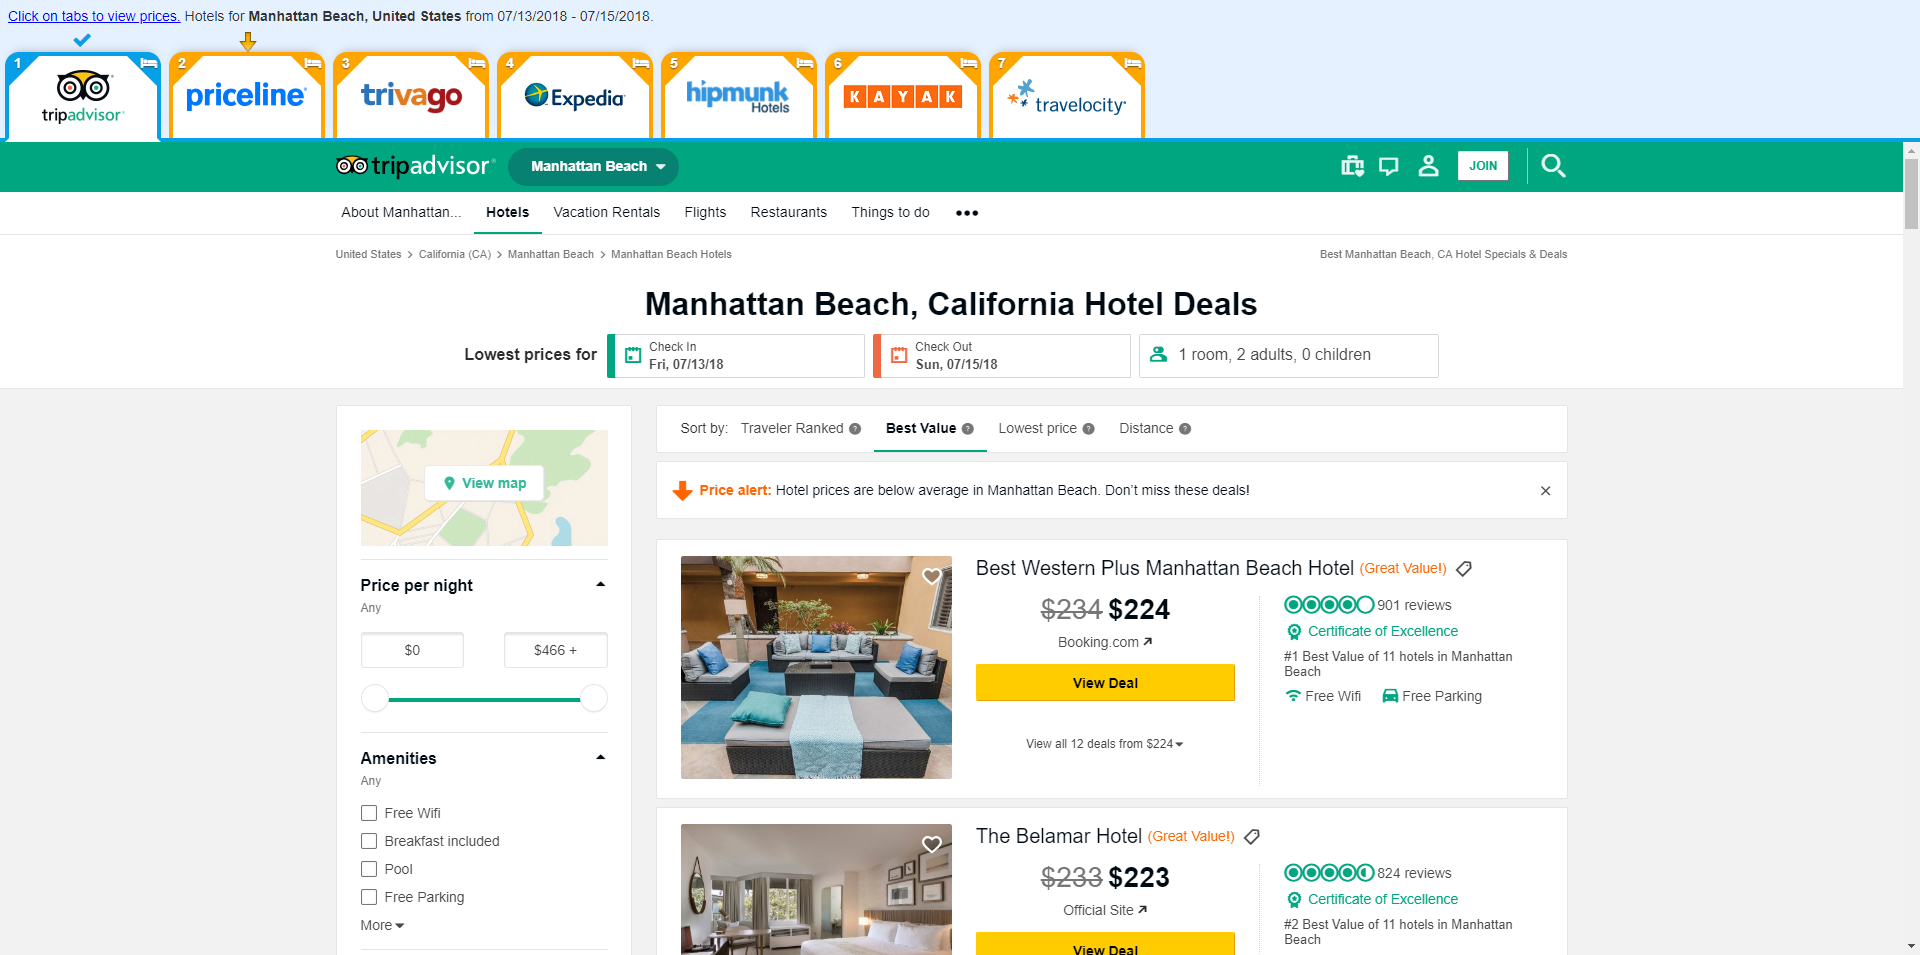 Click on tabs to view prices. Hotels for Manhattan Beach, United States from 07/13/2018 - 07/15/2018.
1 2 3 4 5 6 7
tripadvisor priceline trivago Expedia hipmunk Hotels KAYAK travelocity
tripadvisor Manhattan Beach JOIN
About Manhattan... Hotels Vacation Rentals Flights Restaurants Things to do •••
United States > California (CA) > Manhattan Beach > Manhattan Beach Hotels Best Manhattan Beach, CA Hotel Specials & Deals
Manhattan Beach, California Hotel Deals
Lowest prices for
Check In
Fri, 07/13/18
Check Out
Sun, 07/15/18
1 room, 2 adults, 0 children
View map
Price per night
Any
$0 $466 +
Amenities
Any
Free Wifi
Breakfast included
Pool
Free Parking
More
Sort by: Traveler Ranked ? Best Value ? Lowest price ? Distance ?
Price alert: Hotel prices are below average in Manhattan Beach. Don't miss these deals!
Best Western Plus Manhattan Beach Hotel (Great Value!)
$234 $224
Booking.com
View Deal
View all 12 deals from $224
901 reviews
Certificate of Excellence
#1 Best Value of 11 hotels in Manhattan
Beach
Free Wifi Free Parking
The Belamar Hotel (Great Value!)
$233 $223
Official Site
View Deal
824 reviews
Certificate of Excellence
#2 Best Value of 11 hotels in Manhattan
Beach